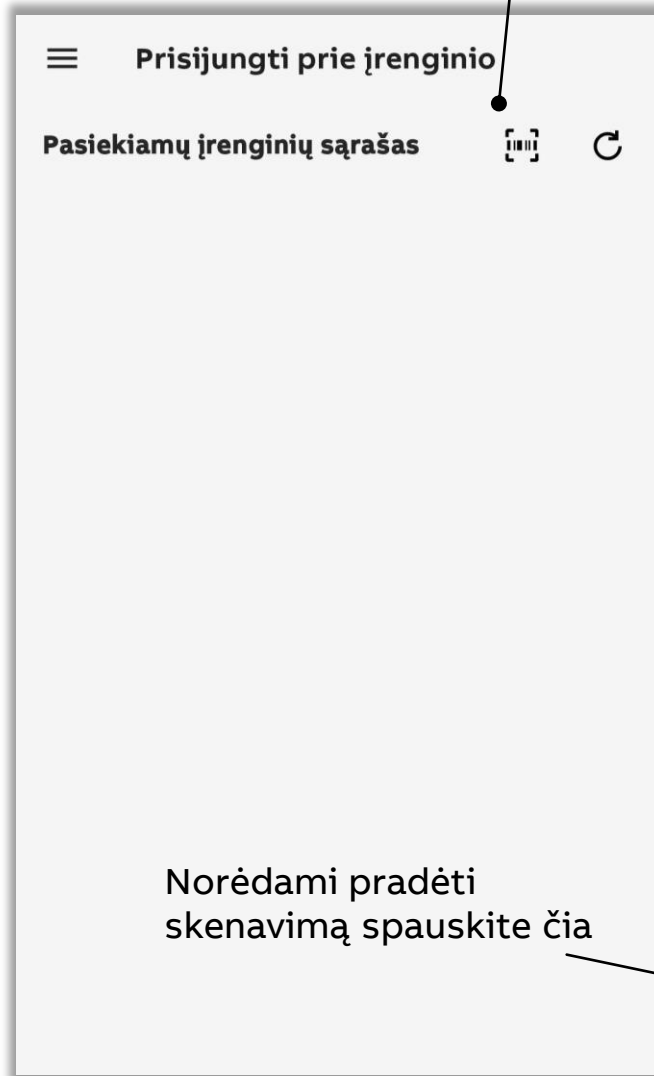 Prisijungti prie įrenginio
Pasiekiamų įrenginių sąrašas
Norėdami pradėti
skenavimą spauskite čia